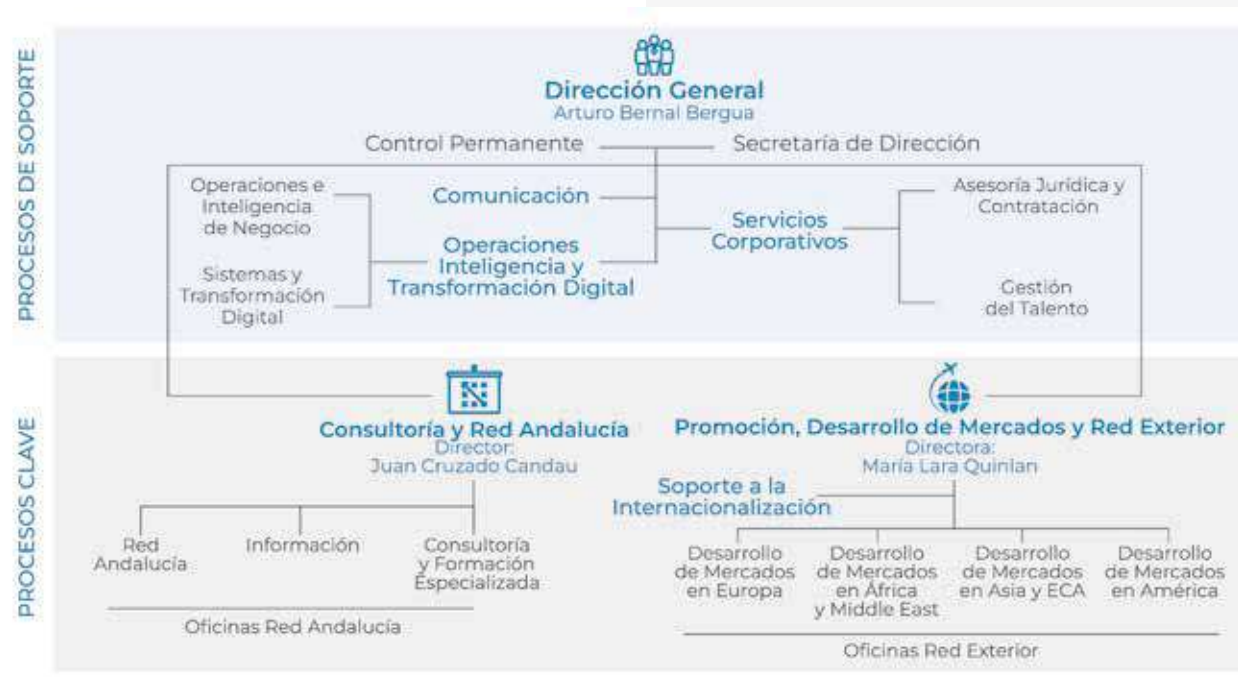 PROCESOS DE SOPORTE
Dirección General
Arturo Bernal Bergua
Control Permanente
Secretaría de Dirección
Operaciones e
Inteligencia
de Negocio
Comunicación
Asesoría Jurídica y
Contratación
Servicios
Corporativos
Operaciones
Inteligencia y
Transformación Digital
Sistemas y
Transformación
Digital
Gestión
del Talento
PROCESOS CLAVE
Consultoría y Red Andalucía
Director:
Juan Cruzado Candau
Promoción, Desarrollo de Mercados y Red Exterior
Directora:
María Lara Quinlan
Soporte a la
Internacionalización
Red
Andalucía
Información
Consultoría
y Formación
Especializada
Oficinas Red Andalucía
Desarrollo
de Mercados
en Europa
Desarrollo
de Mercados
en África
y Middle East
Desarrollo
de Mercados
en Asia y ECA
Desarrollo
de Mercados
en América
Oficinas Red Exterior